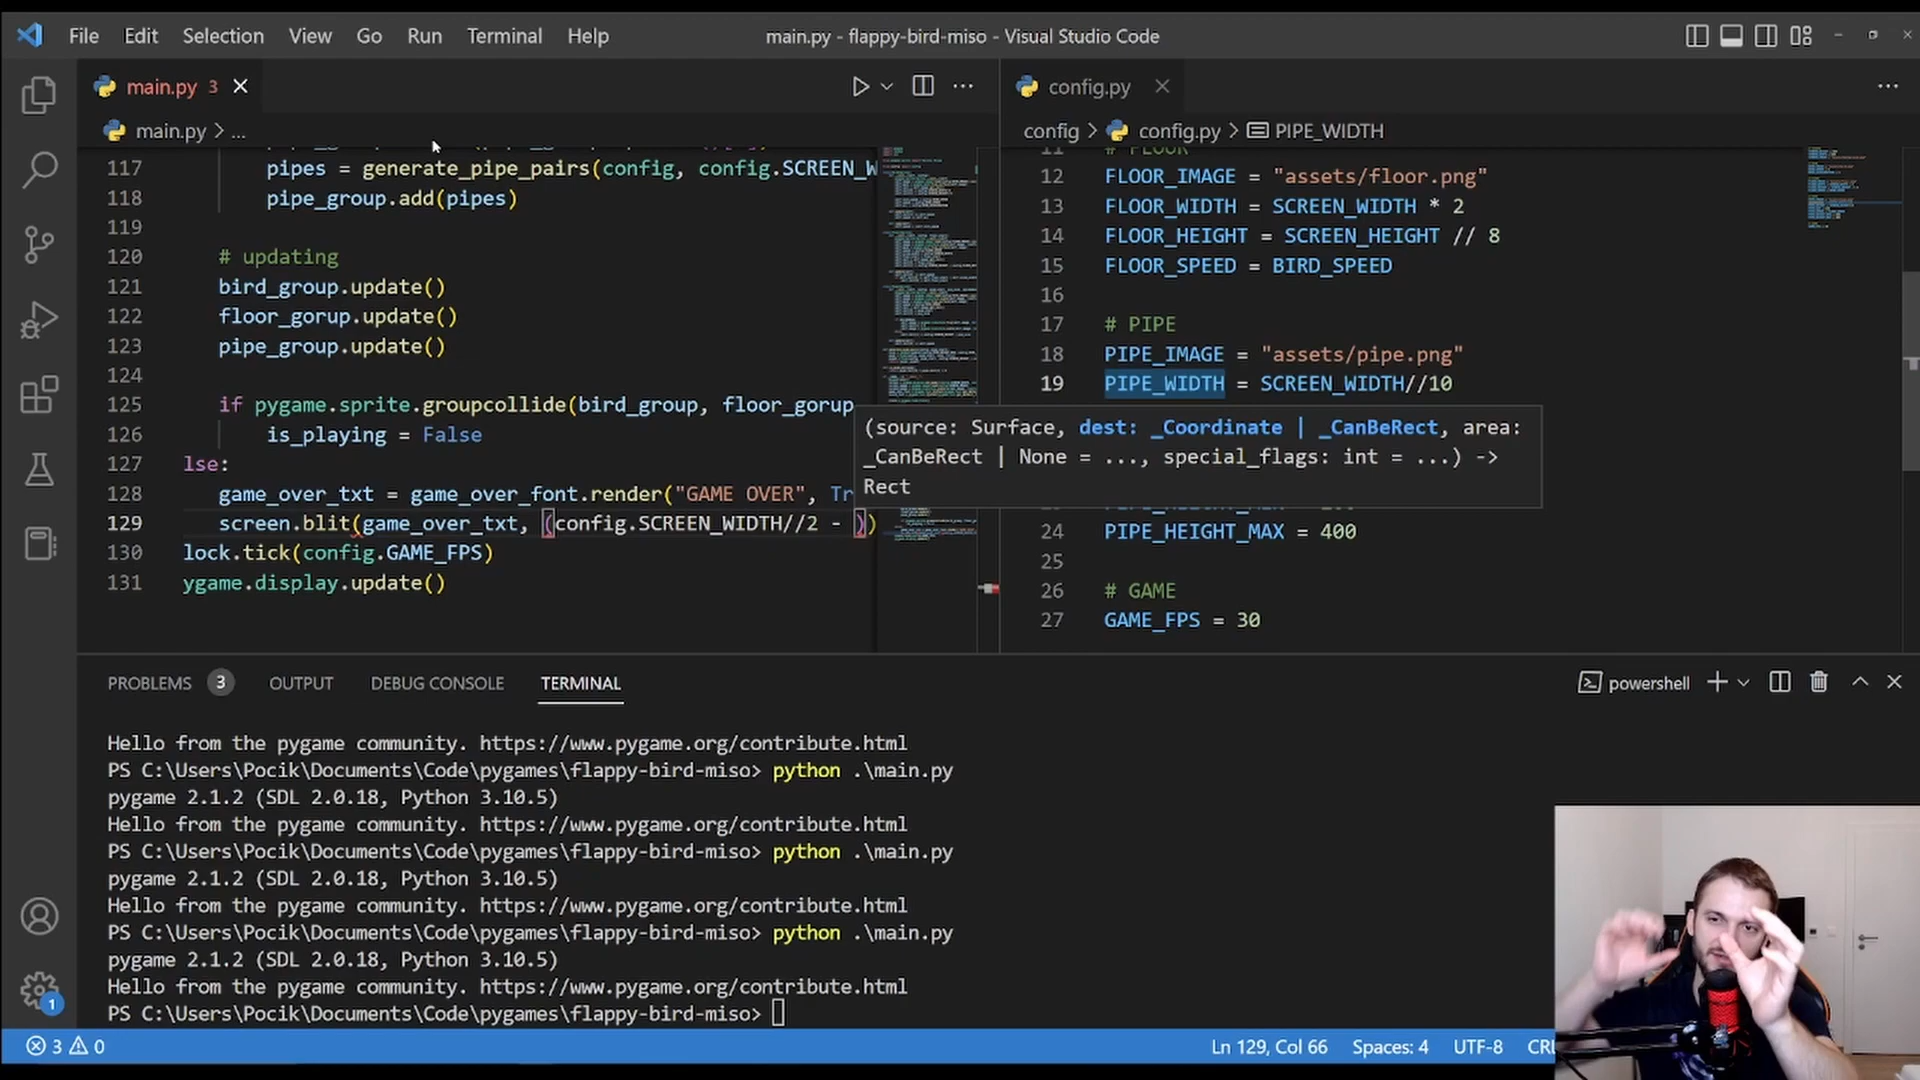 File Edit Selection View Go Run Terminal Help
main.py - flappy-bird-miso - Visual Studio Code
main.py 3
main.py > ...
117 pipes = generate_pipe_pairs(config, config.SCREEN_W
118 pipe_group.add(pipes)
119
120 # updating
121 bird_group.update()
122 floor_gorup.update()
123 pipe_group.update()
124
125 if pygame.sprite.groupcollide(bird_group, floor_gorup
126 is_playing = False
127 lse:
128 game_over_txt = game_over_font.render("GAME OVER", Tr
129 screen.blit(game_over_txt, (config.SCREEN_WIDTH//2 - ))
130 lock.tick(config.GAME_FPS)
131 ygame.display.update()
config.py
config > config.py > PIPE_WIDTH
11 # FLOOR
12 FLOOR_IMAGE = "assets/floor.png"
13 FLOOR_WIDTH = SCREEN_WIDTH * 2
14 FLOOR_HEIGHT = SCREEN_HEIGHT // 8
15 FLOOR_SPEED = BIRD_SPEED
16
17 # PIPE
18 PIPE_IMAGE = "assets/pipe.png"
19 PIPE_WIDTH = SCREEN_WIDTH//10
(source: Surface, dest: _Coordinate | _CanBeRect, area:
_CanBeRect | None = ..., special_flags: int = ...) ->
Rect
24 PIPE_HEIGHT_MAX = 400
25
26 # GAME
27 GAME_FPS = 30
PROBLEMS 3 OUTPUT DEBUG CONSOLE TERMINAL
powershell
Hello from the pygame community. https://www.pygame.org/contribute.html
PS C:\Users\Pocik\Documents\Code\pygames\flappy-bird-miso> python .\main.py
pygame 2.1.2 (SDL 2.0.18, Python 3.10.5)
Hello from the pygame community. https://www.pygame.org/contribute.html
PS C:\Users\Pocik\Documents\Code\pygames\flappy-bird-miso> python .\main.py
pygame 2.1.2 (SDL 2.0.18, Python 3.10.5)
Hello from the pygame community. https://www.pygame.org/contribute.html
PS C:\Users\Pocik\Documents\Code\pygames\flappy-bird-miso> python .\main.py
pygame 2.1.2 (SDL 2.0.18, Python 3.10.5)
Hello from the pygame community. https://www.pygame.org/contribute.html
PS C:\Users\Pocik\Documents\Code\pygames\flappy-bird-miso>
1
3 0
Ln 129, Col 66 Spaces: 4 UTF-8 CRL